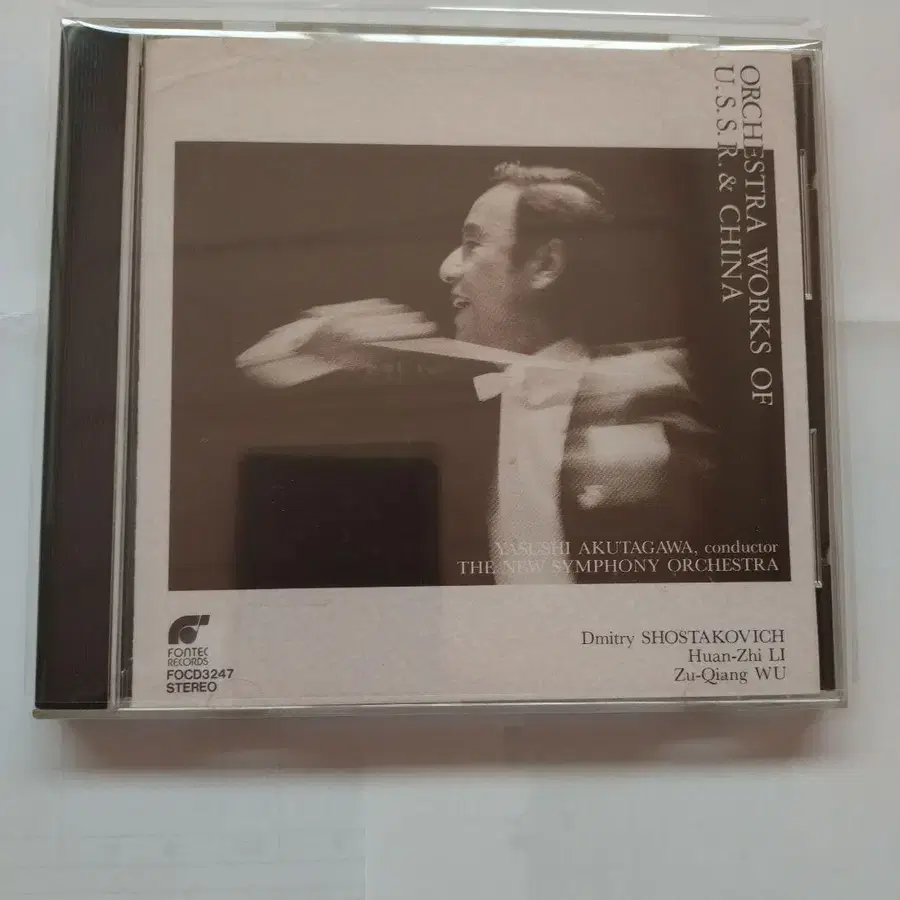 ORCHESTRA WORKS OF
U.S.S.R. & CHINA
YASUSHI AKUTAGAWA, conductor
THE NEW SYMPHONY ORCHESTRA
Dmitry SHOSTAKOVICH
Huan-Zhi LI
Zu-Qiang WU
FONTEC
RECORDS
FOCD3247
STEREO